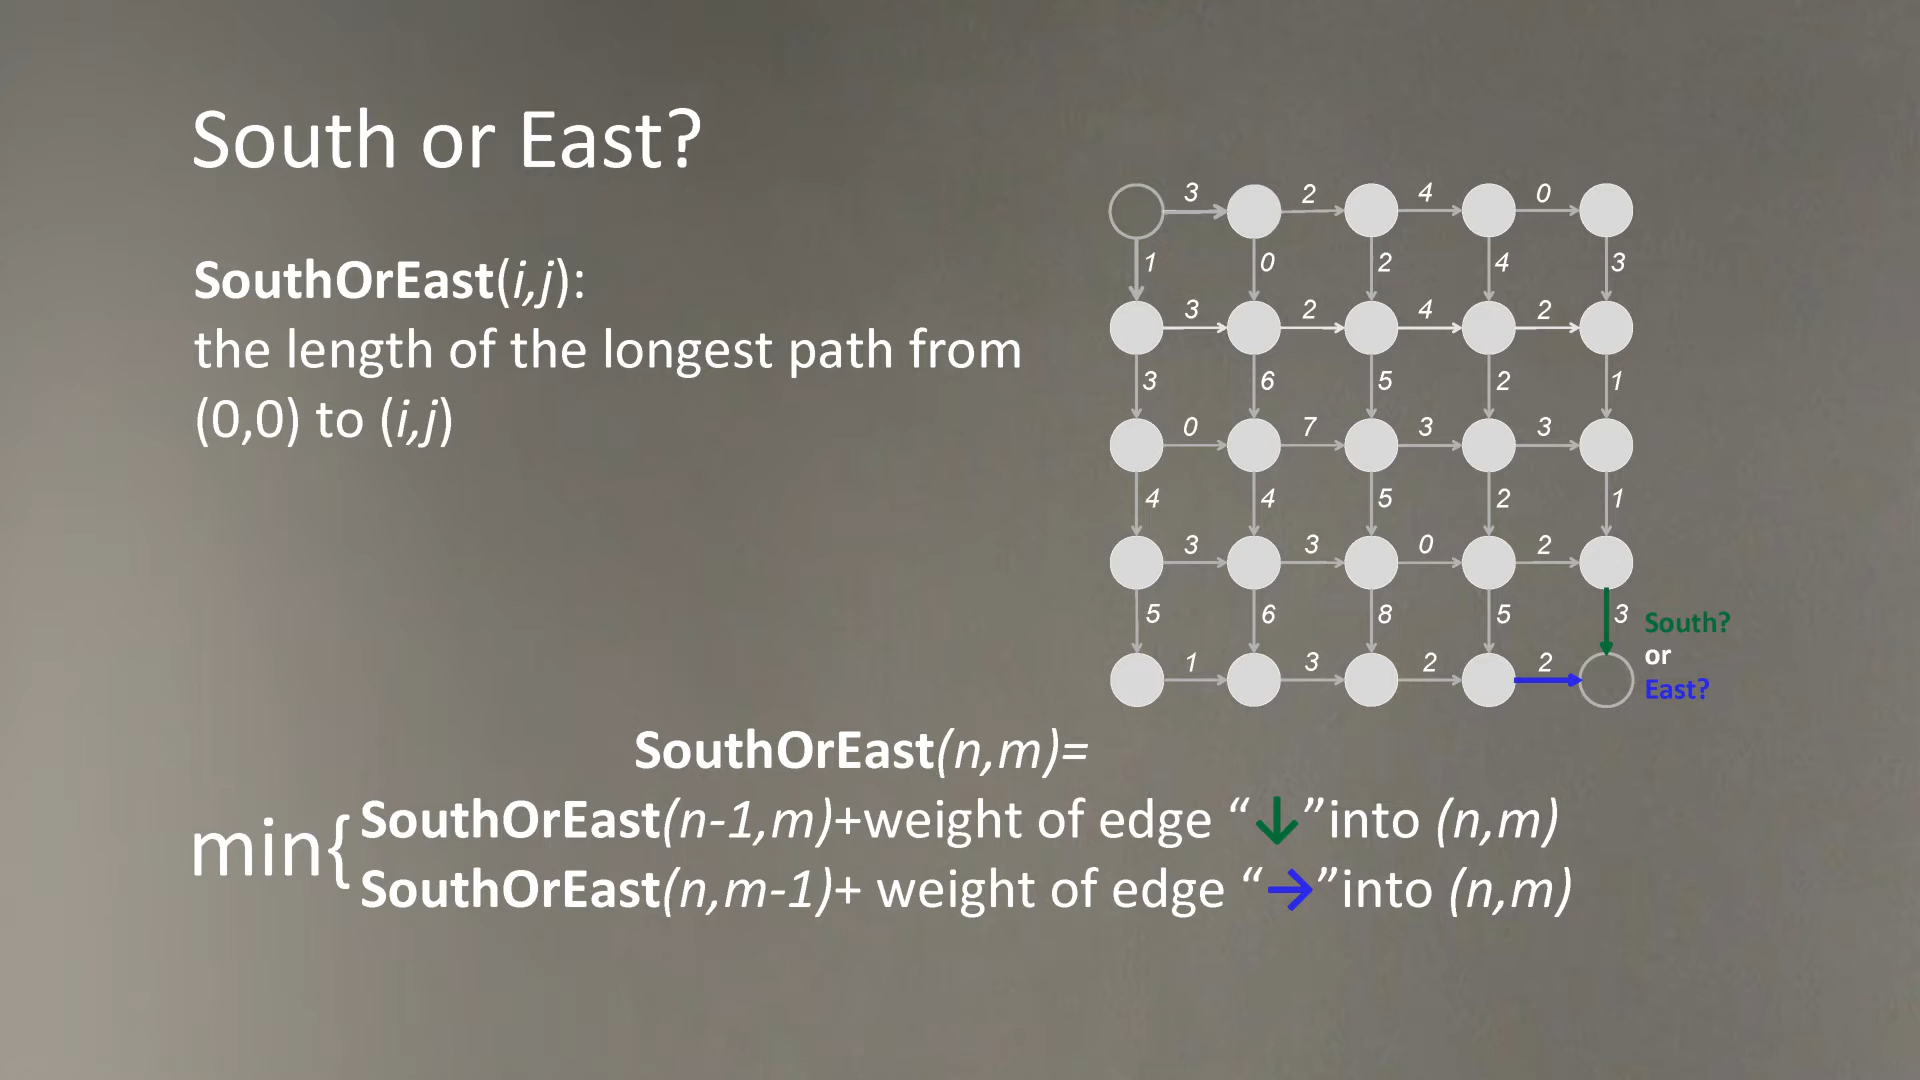 South or East?
SouthOrEast(i,j):
the length of the longest path from
(0,0) to (i,j)
3 2 4 0
1 0 2 4 3
3 2 4 2
3 6 5 2 1
0 7 3 3
4 4 5 2 1
3 3 0 2
5 6 8 5 3
South?
or
East?
1 3 2 2
SouthOrEast(n,m)=
min{
SouthOrEast(n-1,m)+weight of edge “↓”into (n,m)
SouthOrEast(n,m-1)+ weight of edge “→”into (n,m)